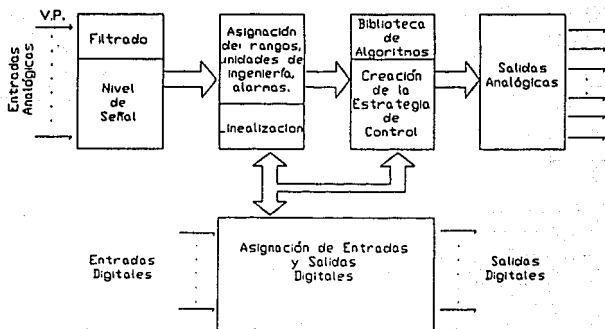 V.P.
Entradas
Analógicas
Filtrado
Nivel
de
Señal
Asignación
de rangos,
unidades de
ingeniería,
alarmas.
Linealización
Biblioteca
de
Algoritmos
Creación
de la
Estrategia
de
Control
Salidas
Analógicas
Entradas
Digitales
Asignación de Entradas
y Salidas
Digitales
Salidas
Digitales